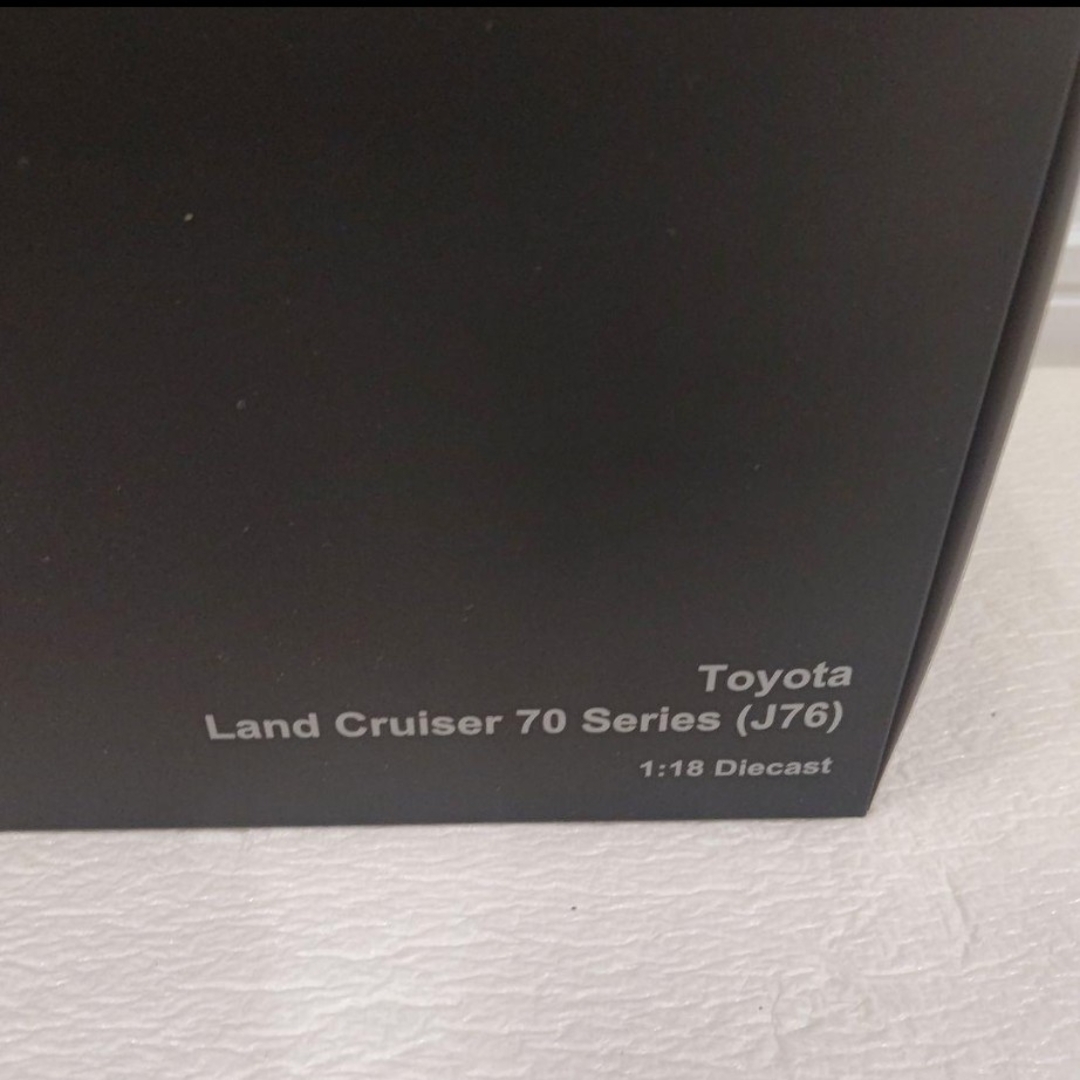 Toyota
Land Cruiser 70 Series (J76)
1:18 Diecast